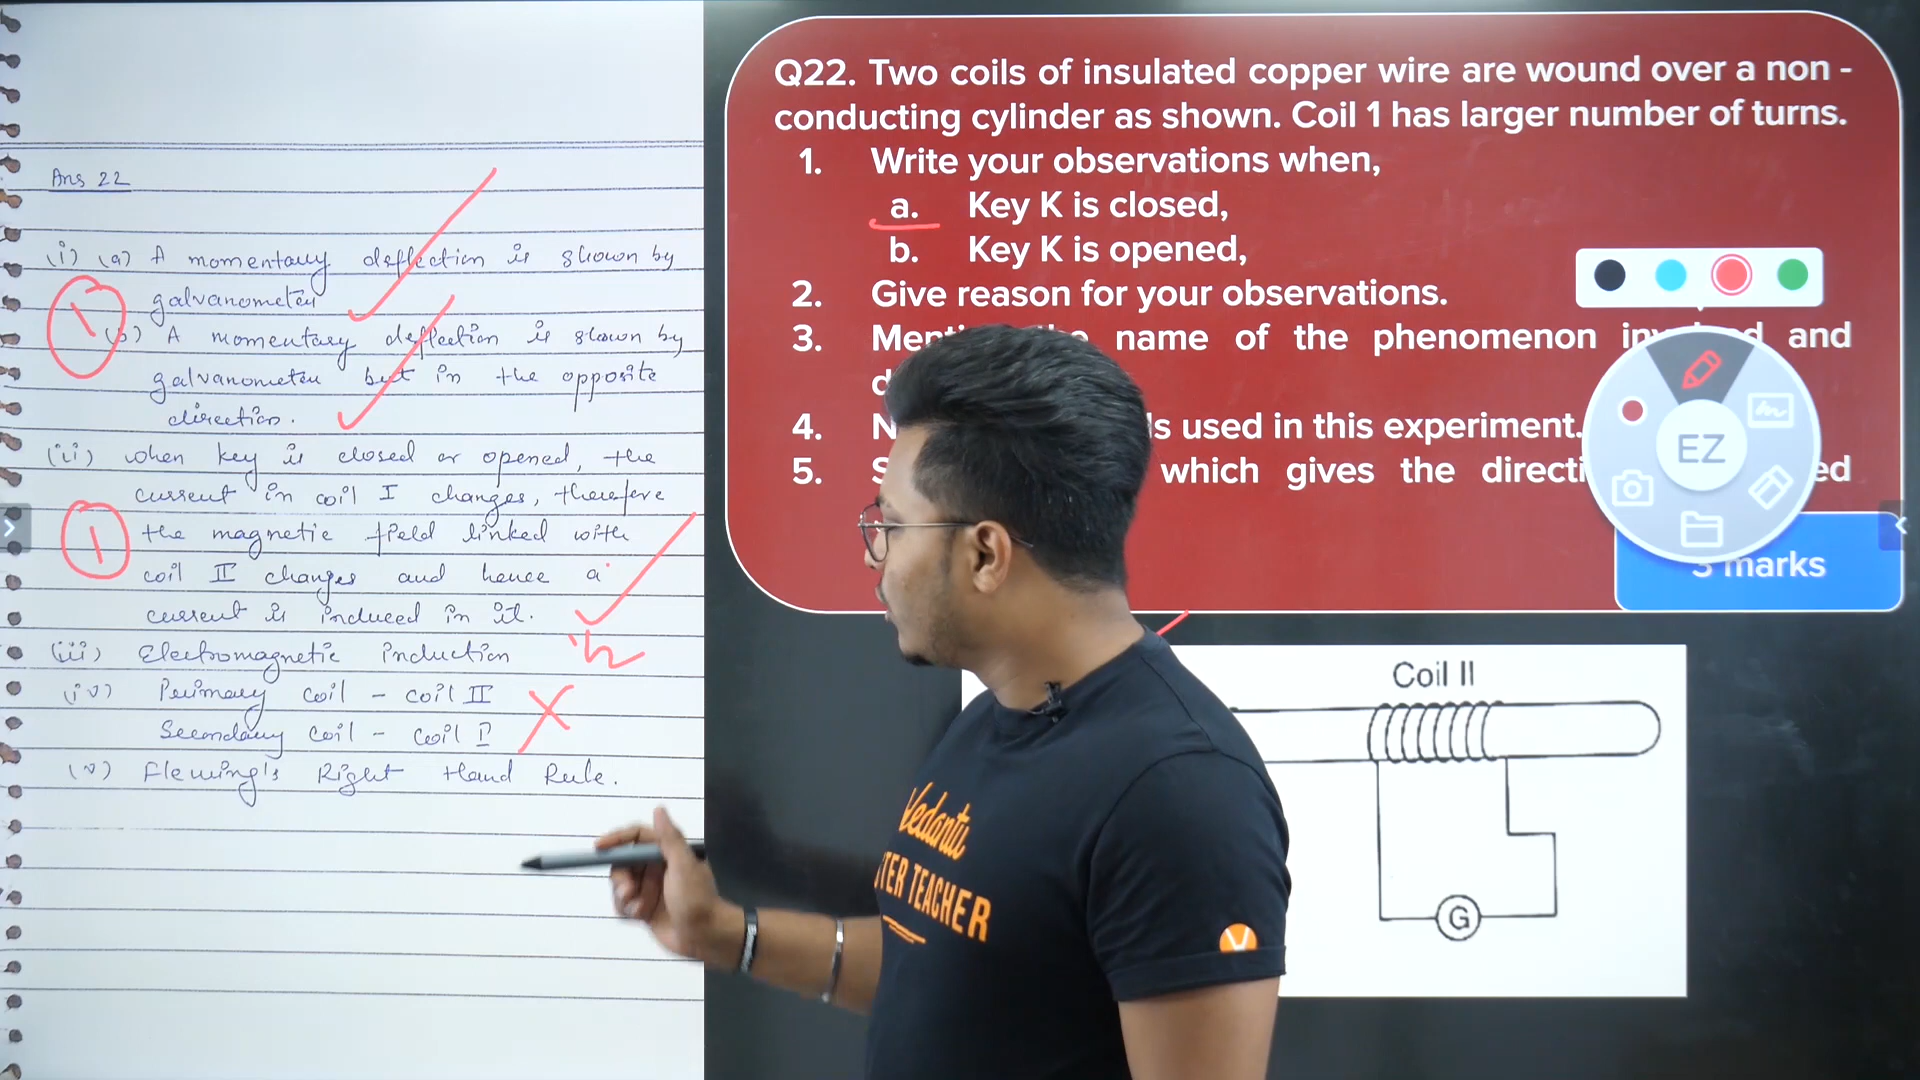 Ans 22
(i) (a) A momentary deflection is shown by
galvanometer
(b) A momentary deflection is shown by
galvanometer but in the opposite
direction.
(ii) when key is closed or opened, the
current in coil I changes, therefore
the magnetic field linked with
coil II changes and hence a
current is induced in it.
(iii) Electromagnetic induction
(iv) Primary coil - coil II
Secondary coil - coil I
(v) Fleming's Right Hand Rule.
1
1
½
Q22. Two coils of insulated copper wire are wound over a non -
conducting cylinder as shown. Coil 1 has larger number of turns.
1. Write your observations when,
a. Key K is closed,
b. Key K is opened,
2. Give reason for your observations.
3. name of the phenomenon and
4. used in this experiment.
5. which gives the
3 marks
EZ
Coil II
G
Vedantu
TEACHER
V